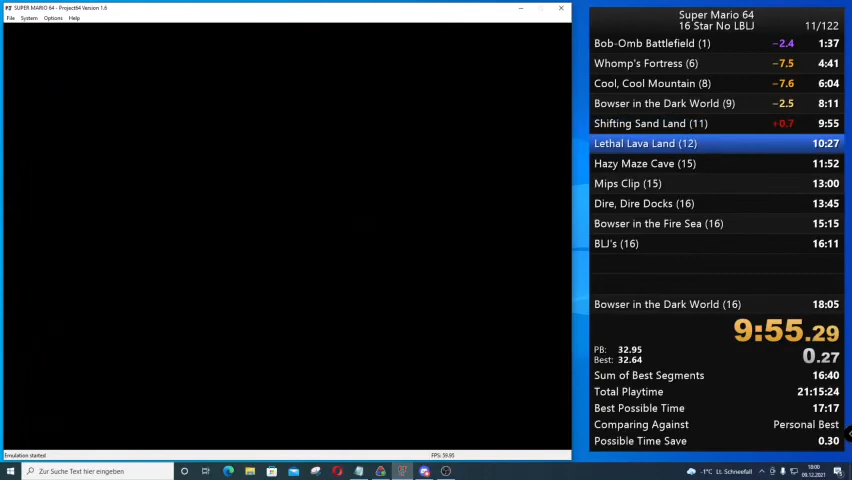 SUPER MARIO 64 - Project64 Version 1.6
File System Options Help
Emulation started
FPS: 59.95
Super Mario 64
16 Star No LBLJ 11/122
Bob-Omb Battlefield (1) −2.4 1:37
Whomp's Fortress (6) −7.5 4:41
Cool, Cool Mountain (8) −7.6 6:04
Bowser in the Dark World (9) −2.5 8:11
Shifting Sand Land (11) +0.7 9:55
Lethal Lava Land (12) 10:27
Hazy Maze Cave (15) 11:52
Mips Clip (15) 13:00
Dire, Dire Docks (16) 13:45
Bowser in the Fire Sea (16) 15:15
BLJ's (16) 16:11
Bowser in the Dark World (16) 18:05
9:55.29
PB: 32.95
Best: 32.64
0.27
Sum of Best Segments 16:40
Total Playtime 21:15:24
Best Possible Time 17:17
Comparing Against Personal Best
Possible Time Save 0.30
Zur Suche Text hier eingeben
-1°C Lt. Schneefall
18:00
09.12.2021